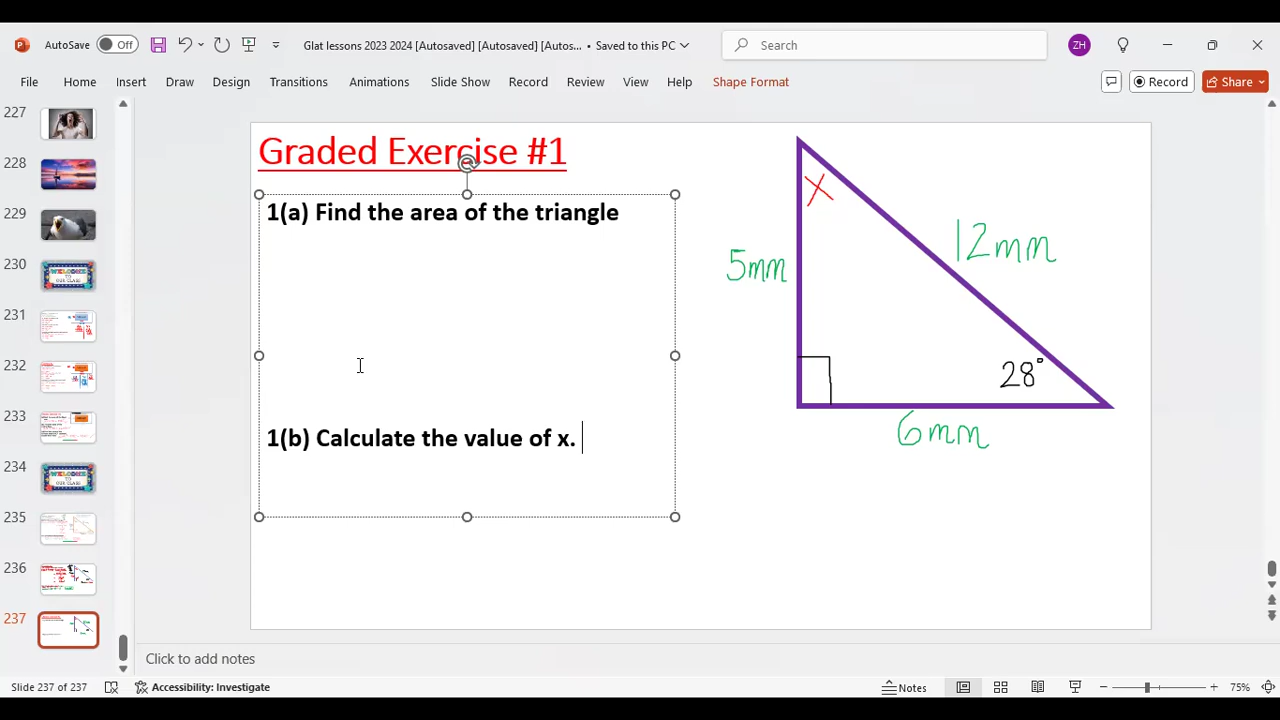 AutoSave Off Glat lessons 2023 2024 [Autosaved] [Autosaved] [Autos... • Saved to this PC Search ZH
File Home Insert Draw Design Slide Show Transitions Animations Slide Show Record Review View Help Shape Format Record Share
227
228
229
230
231
232
233
234
235
236
237
Graded Exercise #1
1(a) Find the area of the triangle
1(b) Calculate the value of x.
x
12mm
5mm
28°
6mm
Click to add notes
Slide 237 of 237 Accessibility: Investigate Notes 75%